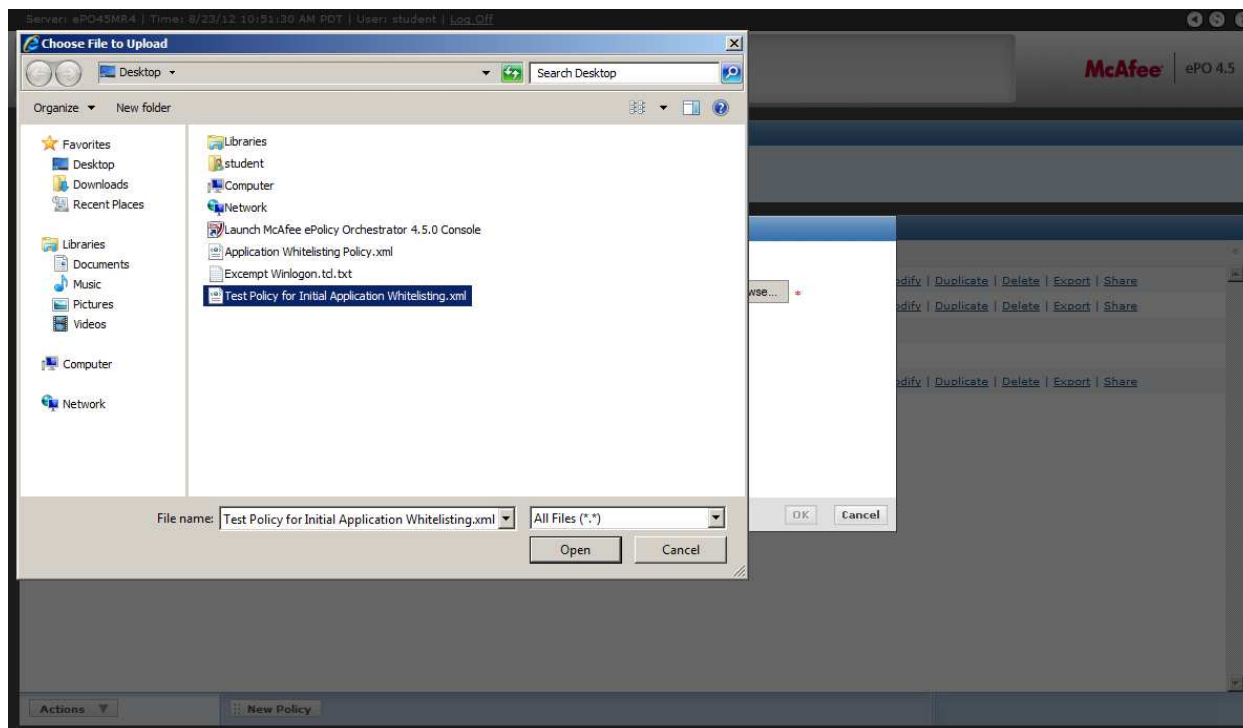 Server: ePO45MR4 | Time: 8/23/12 10:51:30 AM PDT | User: student | Log Off
Choose File to Upload
Desktop
Search Desktop
McAfee
ePO 4.5
Organize
New folder
Favorites
Desktop
Downloads
Recent Places
Libraries
Documents
Music
Pictures
Videos
Computer
Network
Libraries
student
Computer
Network
Launch McAfee ePolicy Orchestrator 4.5.0 Console
Application Whitelisting Policy.xml
Excempt Winlogon.tcl.txt
Test Policy for Initial Application Whitelisting.xml
wse... *
odify | Duplicate | Delete | Export | Share
odify | Duplicate | Delete | Export | Share
odify | Duplicate | Delete | Export | Share
File name: Test Policy for Initial Application Whitelisting.xml
All Files (*.*)
Open
Cancel
OK
Cancel
Actions
New Policy